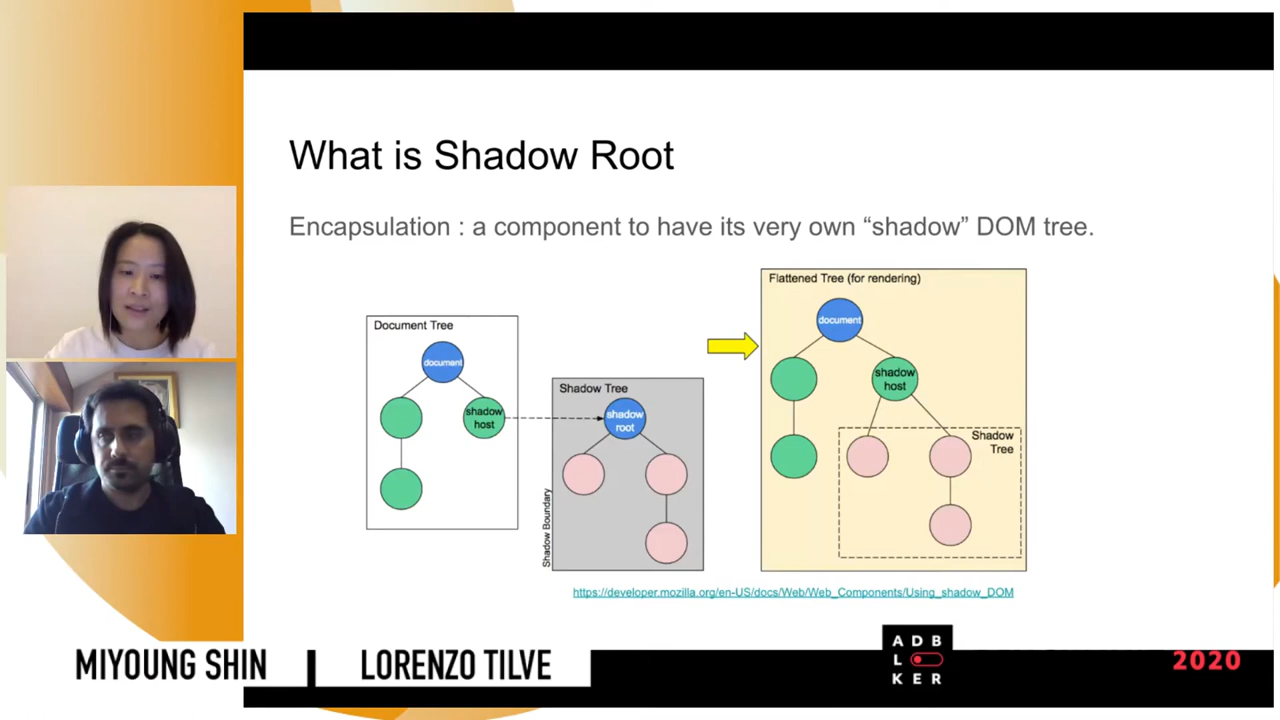 What is Shadow Root
Encapsulation : a component to have its very own “shadow” DOM tree.
Document Tree
document
shadow
host
Shadow Tree
shadow
root
Shadow Boundary
Flattened Tree (for rendering)
document
shadow
host
Shadow
Tree
https://developer.mozilla.org/en-US/docs/Web/Web_Components/Using_shadow_DOM
MIYOUNG SHIN
LORENZO TILVE
ADB
L KER
2020